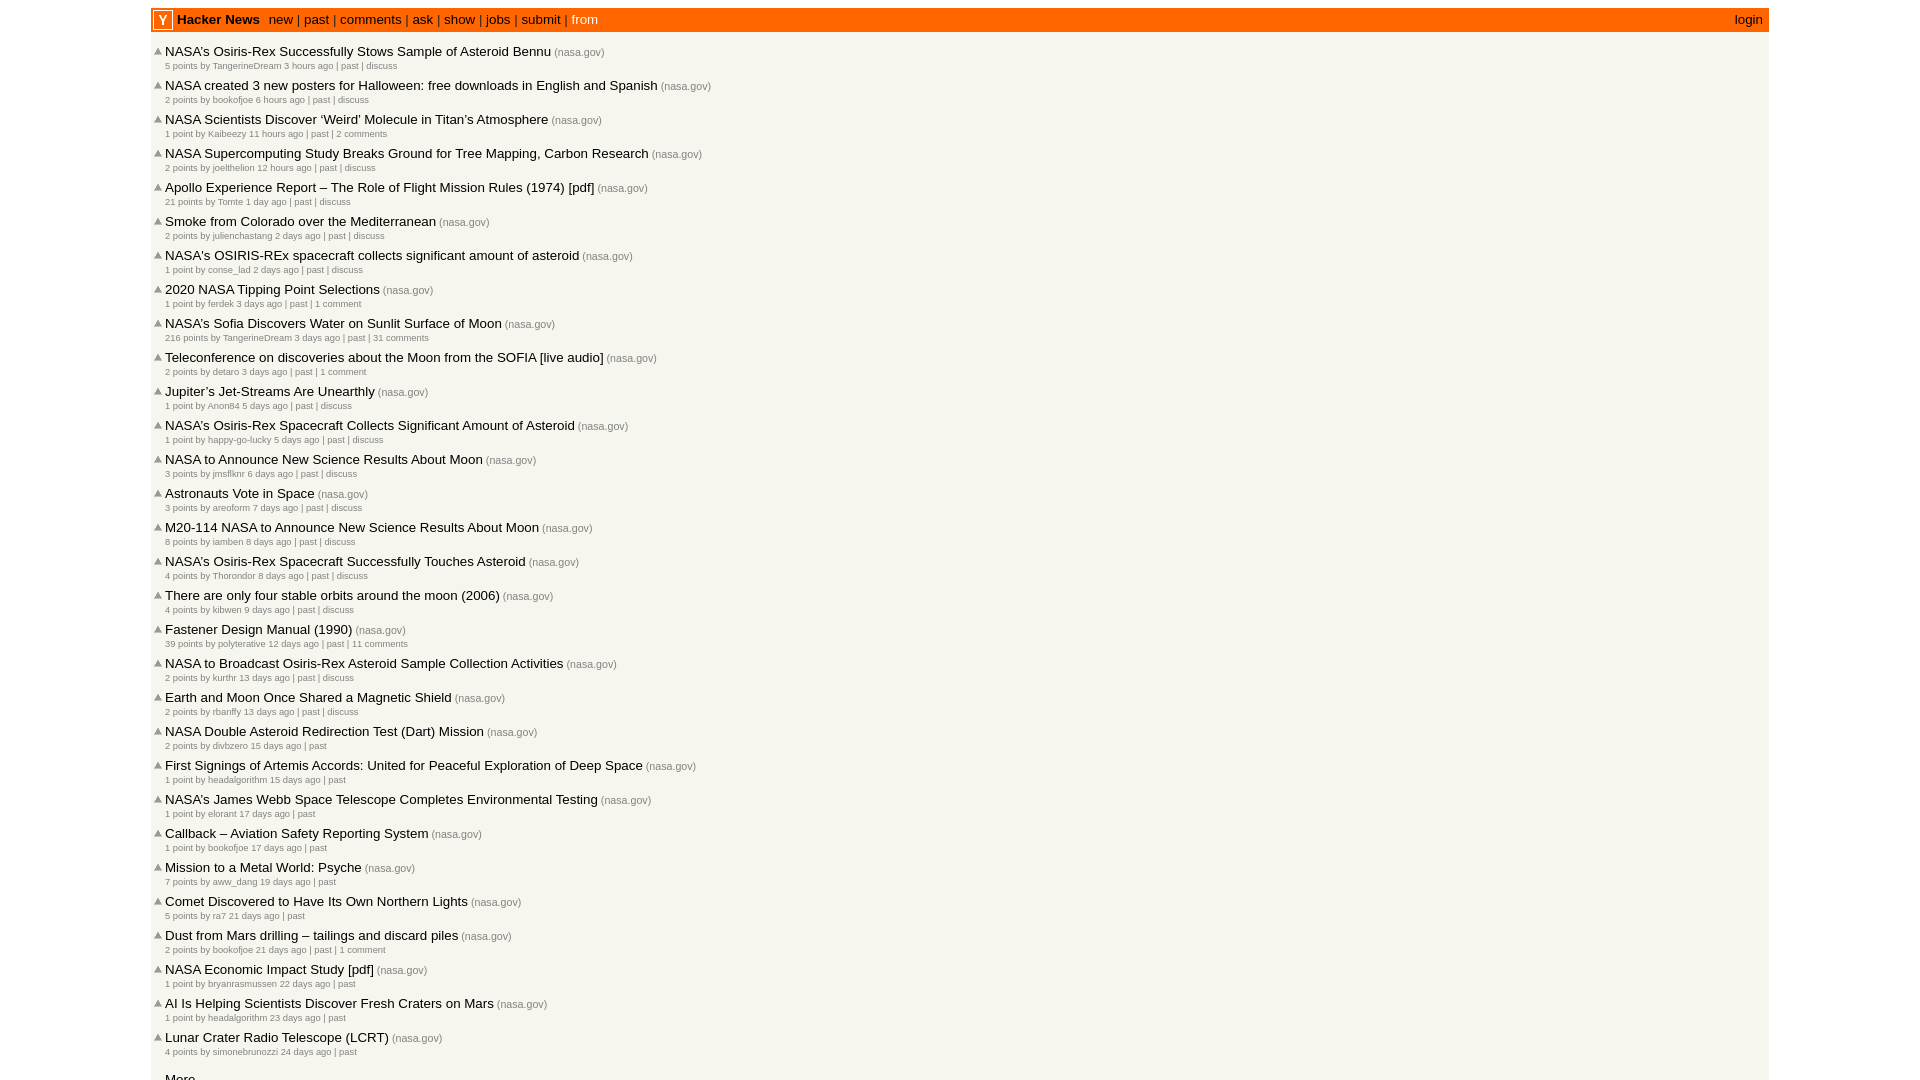 Y Hacker News new | past | comments | ask | show | jobs | submit | from login
NASA’s Osiris-Rex Successfully Stows Sample of Asteroid Bennu (nasa.gov)
5 points by TangerineDream 3 hours ago | past | discuss
NASA created 3 new posters for Halloween: free downloads in English and Spanish (nasa.gov)
2 points by bookofjoe 6 hours ago | past | discuss
NASA Scientists Discover ‘Weird’ Molecule in Titan’s Atmosphere (nasa.gov)
1 point by Kaibeezy 11 hours ago | past | 2 comments
NASA Supercomputing Study Breaks Ground for Tree Mapping, Carbon Research (nasa.gov)
2 points by joelthelion 12 hours ago | past | discuss
Apollo Experience Report – The Role of Flight Mission Rules (1974) [pdf] (nasa.gov)
21 points by Tomte 1 day ago | past | discuss
Smoke from Colorado over the Mediterranean (nasa.gov)
2 points by julienchastang 2 days ago | past | discuss
NASA's OSIRIS-REx spacecraft collects significant amount of asteroid (nasa.gov)
1 point by conse_lad 2 days ago | past | discuss
2020 NASA Tipping Point Selections (nasa.gov)
1 point by ferdek 3 days ago | past | 1 comment
NASA’s Sofia Discovers Water on Sunlit Surface of Moon (nasa.gov)
216 points by TangerineDream 3 days ago | past | 31 comments
Teleconference on discoveries about the Moon from the SOFIA [live audio] (nasa.gov)
2 points by detaro 3 days ago | past | 1 comment
Jupiter’s Jet-Streams Are Unearthly (nasa.gov)
1 point by Anon84 5 days ago | past | discuss
NASA’s Osiris-Rex Spacecraft Collects Significant Amount of Asteroid (nasa.gov)
1 point by happy-go-lucky 5 days ago | past | discuss
NASA to Announce New Science Results About Moon (nasa.gov)
3 points by jmsflknr 6 days ago | past | discuss
Astronauts Vote in Space (nasa.gov)
3 points by areoform 7 days ago | past | discuss
M20-114 NASA to Announce New Science Results About Moon (nasa.gov)
8 points by iamben 8 days ago | past | discuss
NASA’s Osiris-Rex Spacecraft Successfully Touches Asteroid (nasa.gov)
4 points by Thorondor 8 days ago | past | discuss
There are only four stable orbits around the moon (2006) (nasa.gov)
4 points by kibwen 9 days ago | past | discuss
Fastener Design Manual (1990) (nasa.gov)
39 points by polyterative 12 days ago | past | 11 comments
NASA to Broadcast Osiris-Rex Asteroid Sample Collection Activities (nasa.gov)
2 points by kurthr 13 days ago | past | discuss
Earth and Moon Once Shared a Magnetic Shield (nasa.gov)
2 points by rbanffy 13 days ago | past | discuss
NASA Double Asteroid Redirection Test (Dart) Mission (nasa.gov)
2 points by divbzero 15 days ago | past
First Signings of Artemis Accords: United for Peaceful Exploration of Deep Space (nasa.gov)
1 point by headalgorithm 15 days ago | past
NASA’s James Webb Space Telescope Completes Environmental Testing (nasa.gov)
1 point by elorant 17 days ago | past
Callback – Aviation Safety Reporting System (nasa.gov)
1 point by bookofjoe 17 days ago | past
Mission to a Metal World: Psyche (nasa.gov)
7 points by aww_dang 19 days ago | past
Comet Discovered to Have Its Own Northern Lights (nasa.gov)
5 points by ra7 21 days ago | past
Dust from Mars drilling – tailings and discard piles (nasa.gov)
2 points by bookofjoe 21 days ago | past | 1 comment
NASA Economic Impact Study [pdf] (nasa.gov)
1 point by bryanrasmussen 22 days ago | past
AI Is Helping Scientists Discover Fresh Craters on Mars (nasa.gov)
1 point by headalgorithm 23 days ago | past
Lunar Crater Radio Telescope (LCRT) (nasa.gov)
4 points by simonebrunozzi 24 days ago | past
More